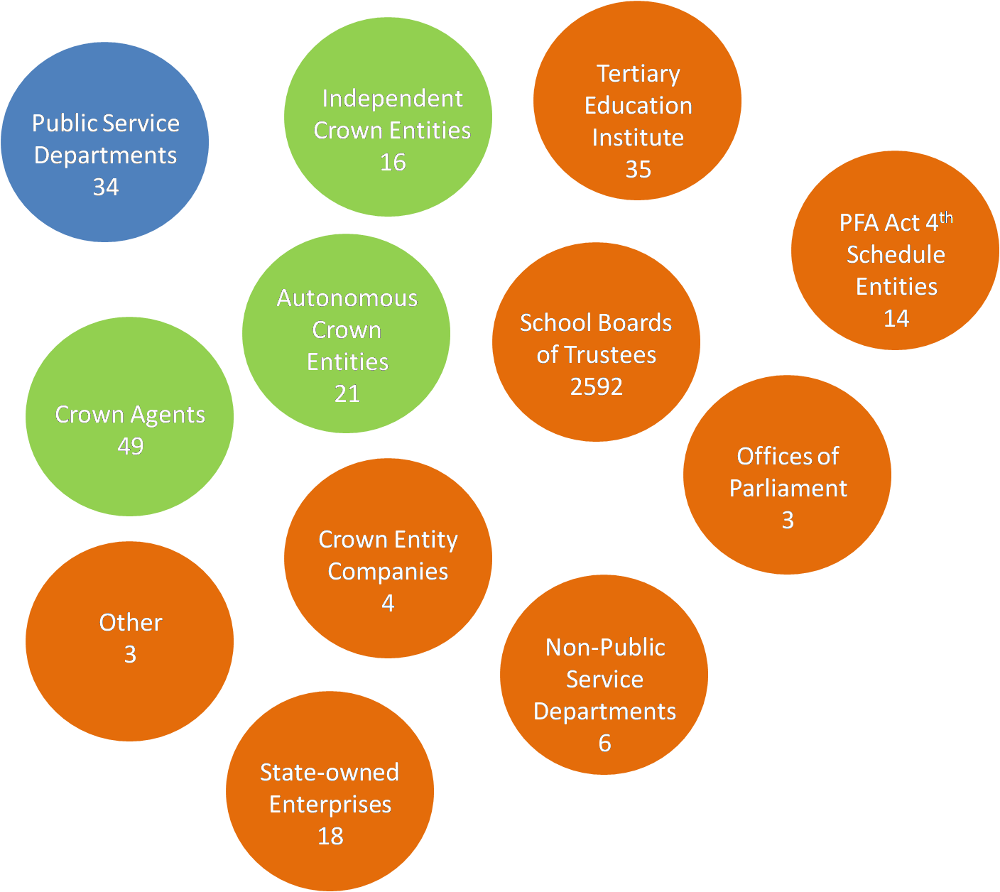 Public Service
Departments
34
Independent
Crown Entities
16
Tertiary
Education
Institute
35
PFA Act 4th
Schedule
Entities
14
Autonomous
Crown
Entities
21
School Boards
of Trustees
2592
Crown Agents
49
Offices of
Parliament
3
Crown Entity
Companies
4
Other
3
Non-Public
Service
Departments
6
State-owned
Enterprises
18